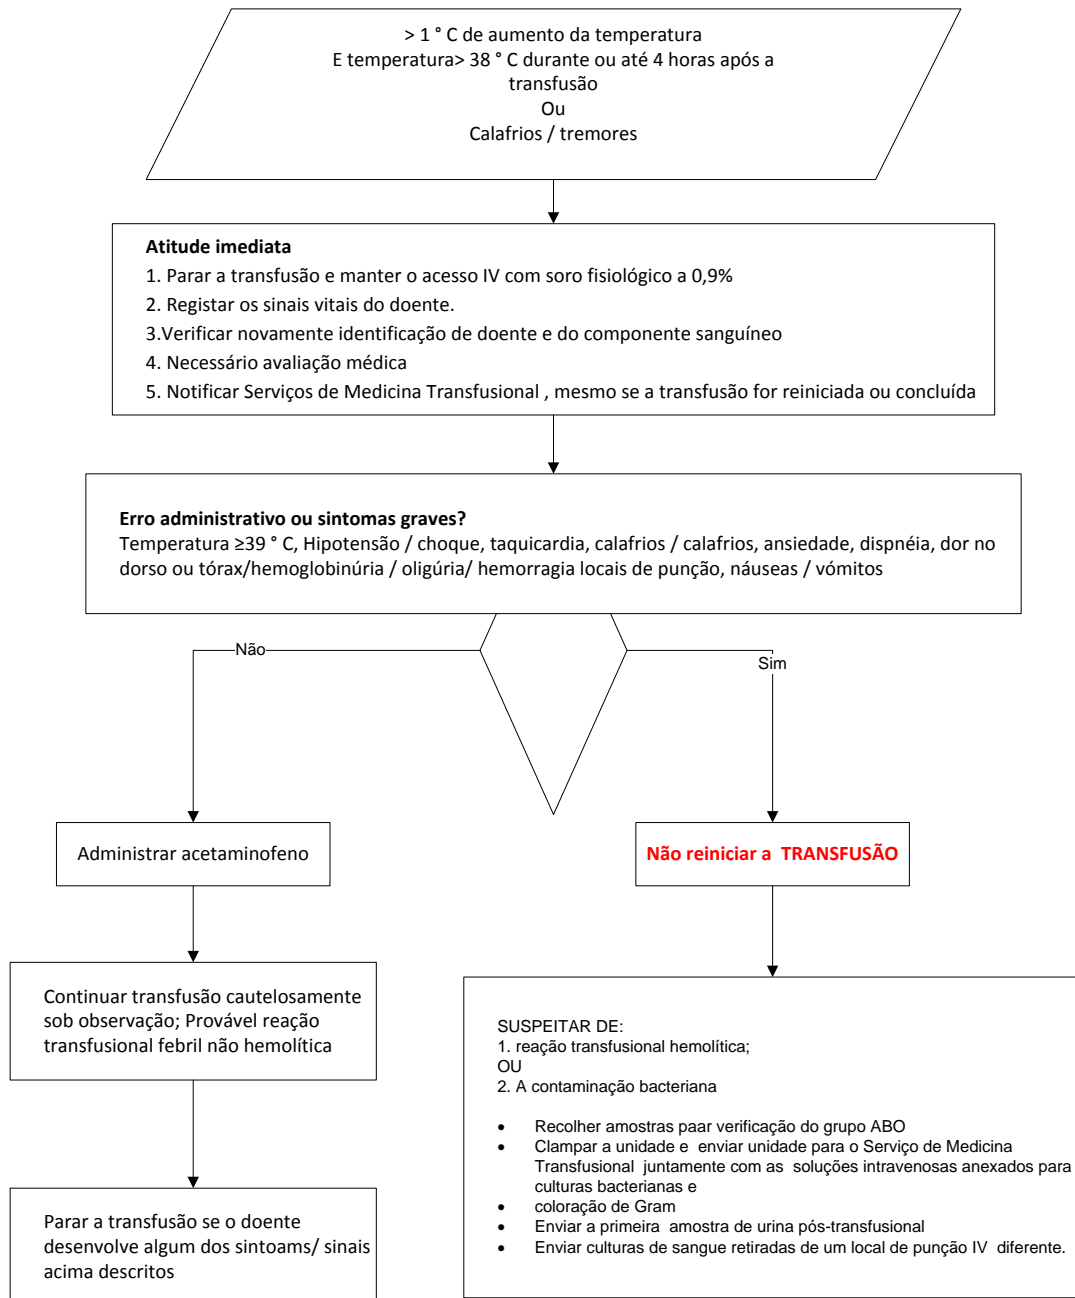 > 1 ° C de aumento da temperatura
E temperatura> 38 ° C durante ou até 4 horas após a
transfusão
Ou
Calafrios / tremores
Atitude imediata
1. Parar a transfusão e manter o acesso IV com soro fisiológico a 0,9%
2. Registar os sinais vitais do doente.
3.Verificar novamente identificação de doente e do componente sanguíneo
4. Necessário avaliação médica
5. Notificar Serviços de Medicina Transfusional , mesmo se a transfusão for reiniciada ou concluída
Erro administrativo ou sintomas graves?
Temperatura ≥39 ° C, Hipotensão / choque, taquicardia, calafrios / calafrios, ansiedade, dispnéia, dor no
dorso ou tórax/hemoglobinúria / oligúria/ hemorragia locais de punção, náuseas / vómitos
Não
Sim
Administrar acetaminofeno
Não reiniciar a TRANSFUSÃO
Continuar transfusão cautelosamente
sob observação; Provável reação
transfusional febril não hemolítica
Parar a transfusão se o doente
desenvolve algum dos sintoams/ sinais
acima descritos
SUSPEITAR DE:
1. reação transfusional hemolítica;
OU
2. A contaminação bacteriana
• Recolher amostras paar verificação do grupo ABO
• Clampar a unidade e enviar unidade para o Serviço de Medicina
Transfusional juntamente com as soluções intravenosas anexados para
culturas bacterianas e
• coloração de Gram
• Enviar a primeira amostra de urina pós-transfusional
• Enviar culturas de sangue retiradas de um local de punção IV diferente.